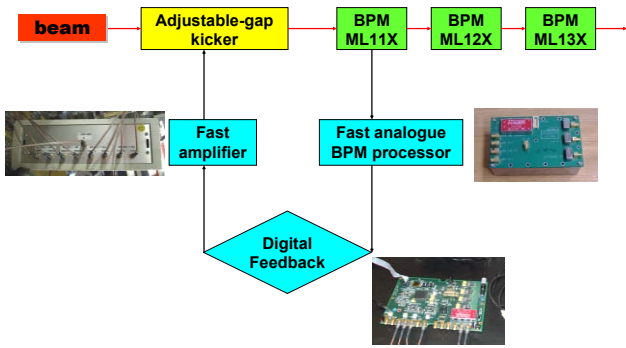 beam
Adjustable-gap
kicker
BPM
ML11X
BPM
ML12X
BPM
ML13X
Fast
amplifier
Fast analogue
BPM processor
Digital
Feedback